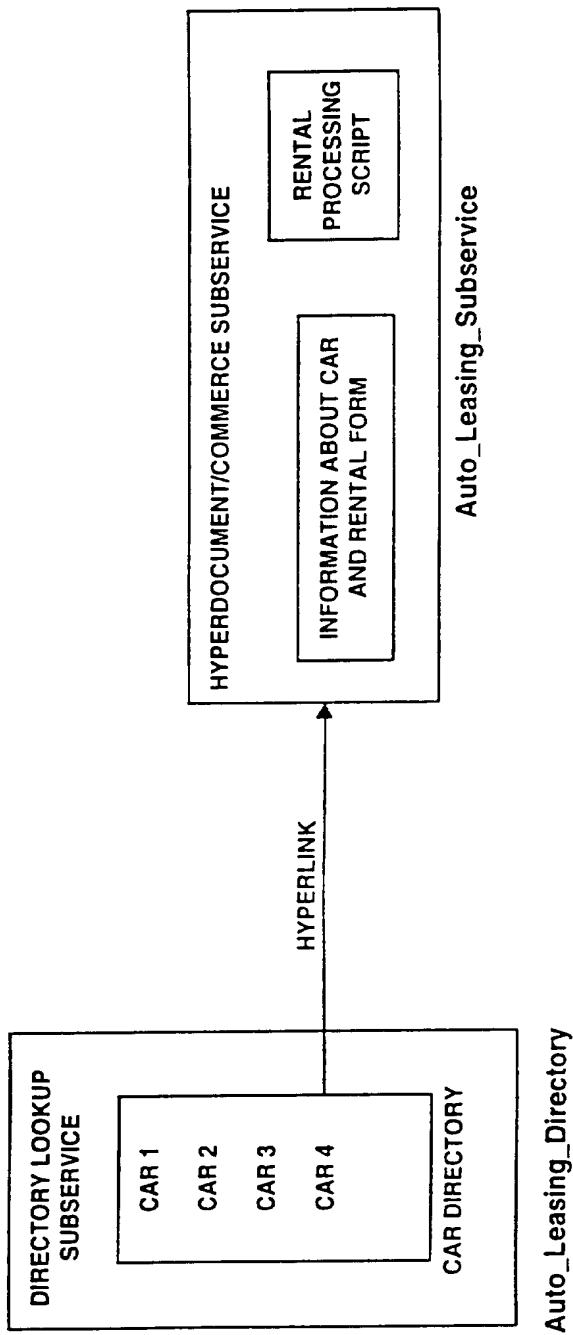 DIRECTORY LOOKUP
SUBSERVICE
CAR 1
CAR 2
CAR 3
CAR 4
CAR DIRECTORY
Auto_Leasing_Directory
HYPERLINK
HYPERDOCUMENT/COMMERCE SUBSERVICE
INFORMATION ABOUT CAR
AND RENTAL FORM
RENTAL
PROCESSING
SCRIPT
Auto_Leasing_Subservice